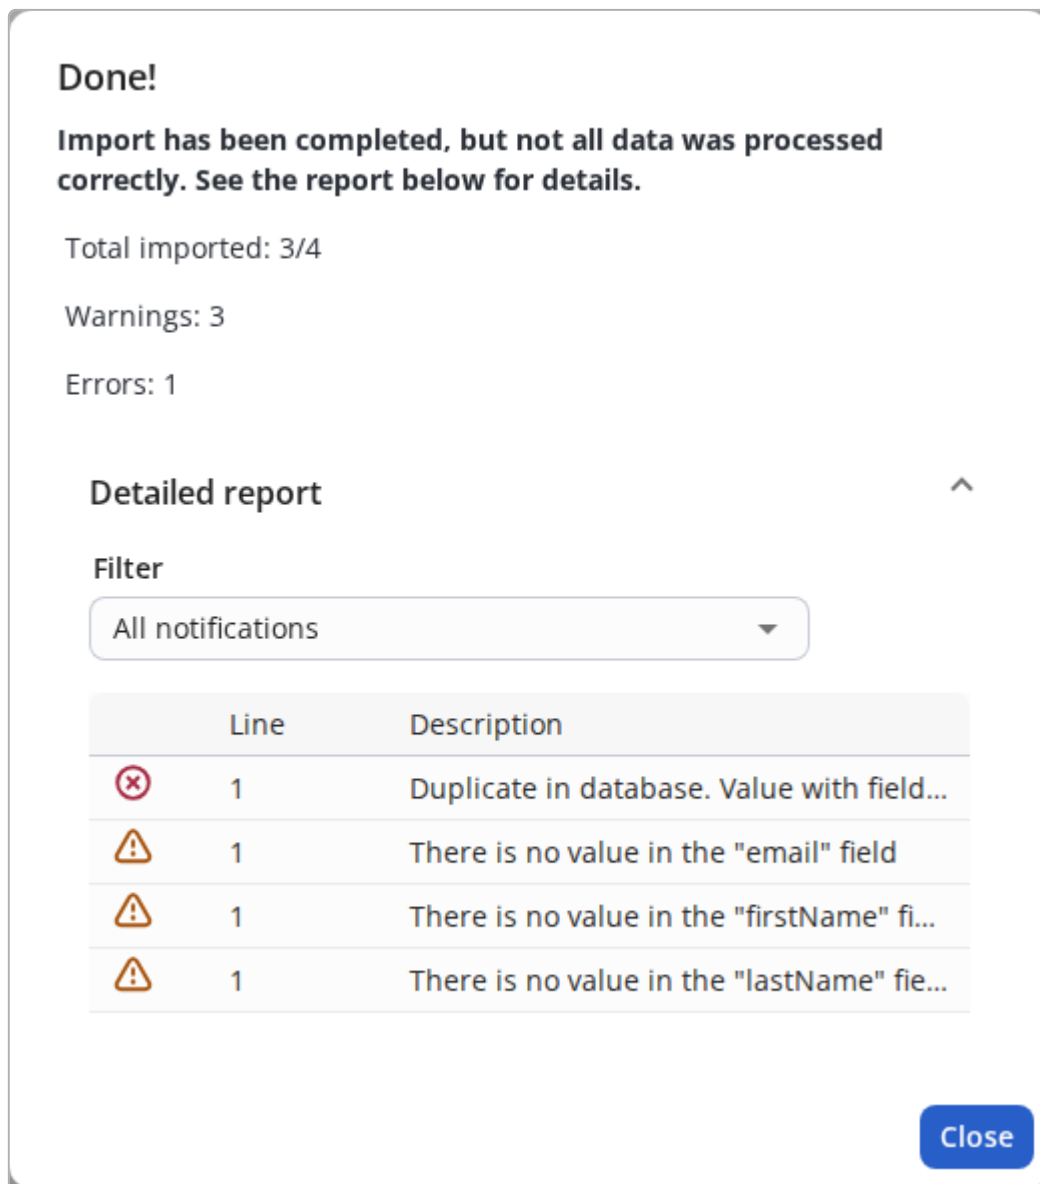 Done!
Import has been completed, but not all data was processed
correctly. See the report below for details.
Total imported: 3/4
Warnings: 3
Errors: 1
Detailed report
Filter
All notifications
Line Description
1 Duplicate in database. Value with field...
1 There is no value in the "email" field
1 There is no value in the "firstName" fi...
1 There is no value in the "lastName" fie...
Close